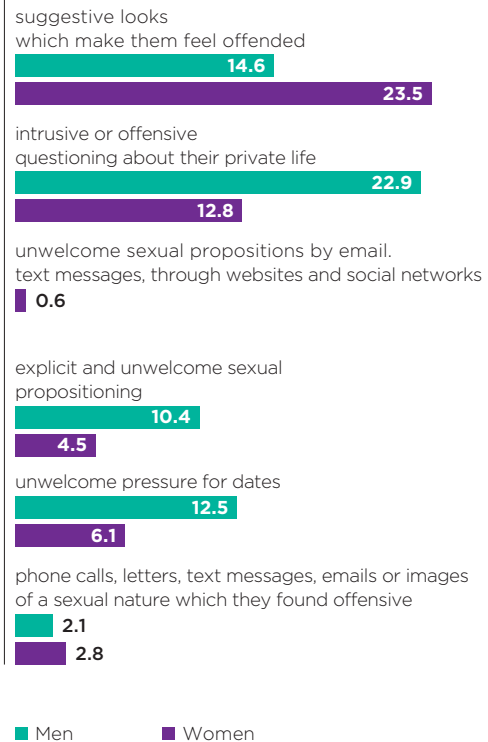 suggestive looks
which make them feel offended
14.6
23.5
intrusive or offensive
questioning about their private life
22.9
12.8
unwelcome sexual propositions by email.
text messages, through websites and social networks
0.6
explicit and unwelcome sexual
propositioning
10.4
4.5
unwelcome pressure for dates
12.5
6.1
phone calls, letters, text messages, emails or images
of a sexual nature which they found offensive
2.1
2.8
Men Women